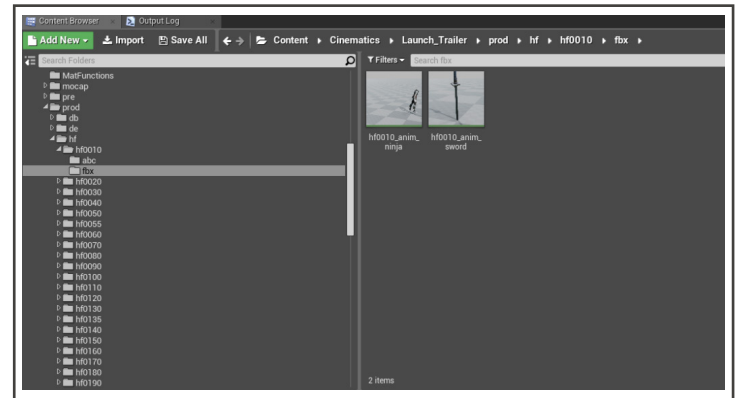 Content Browser
Output Log
Add New
Import
Save All
Content
Cinematics
Launch_Trailer
prod
hf
hf0010
fbx
Search Folders
Filters
Search fbx
MatFunctions
mocap
pre
prod
db
de
hf
hf0010
abc
fbx
hf0020
hf0030
hf0040
hf0050
hf0055
hf0060
hf0070
hf0080
hf0090
hf0100
hf0110
hf0120
hf0130
hf0135
hf0140
hf0150
hf0160
hf0170
hf0180
hf0190
hf0010_anim_
ninja
hf0010_anim_
sword
2 items